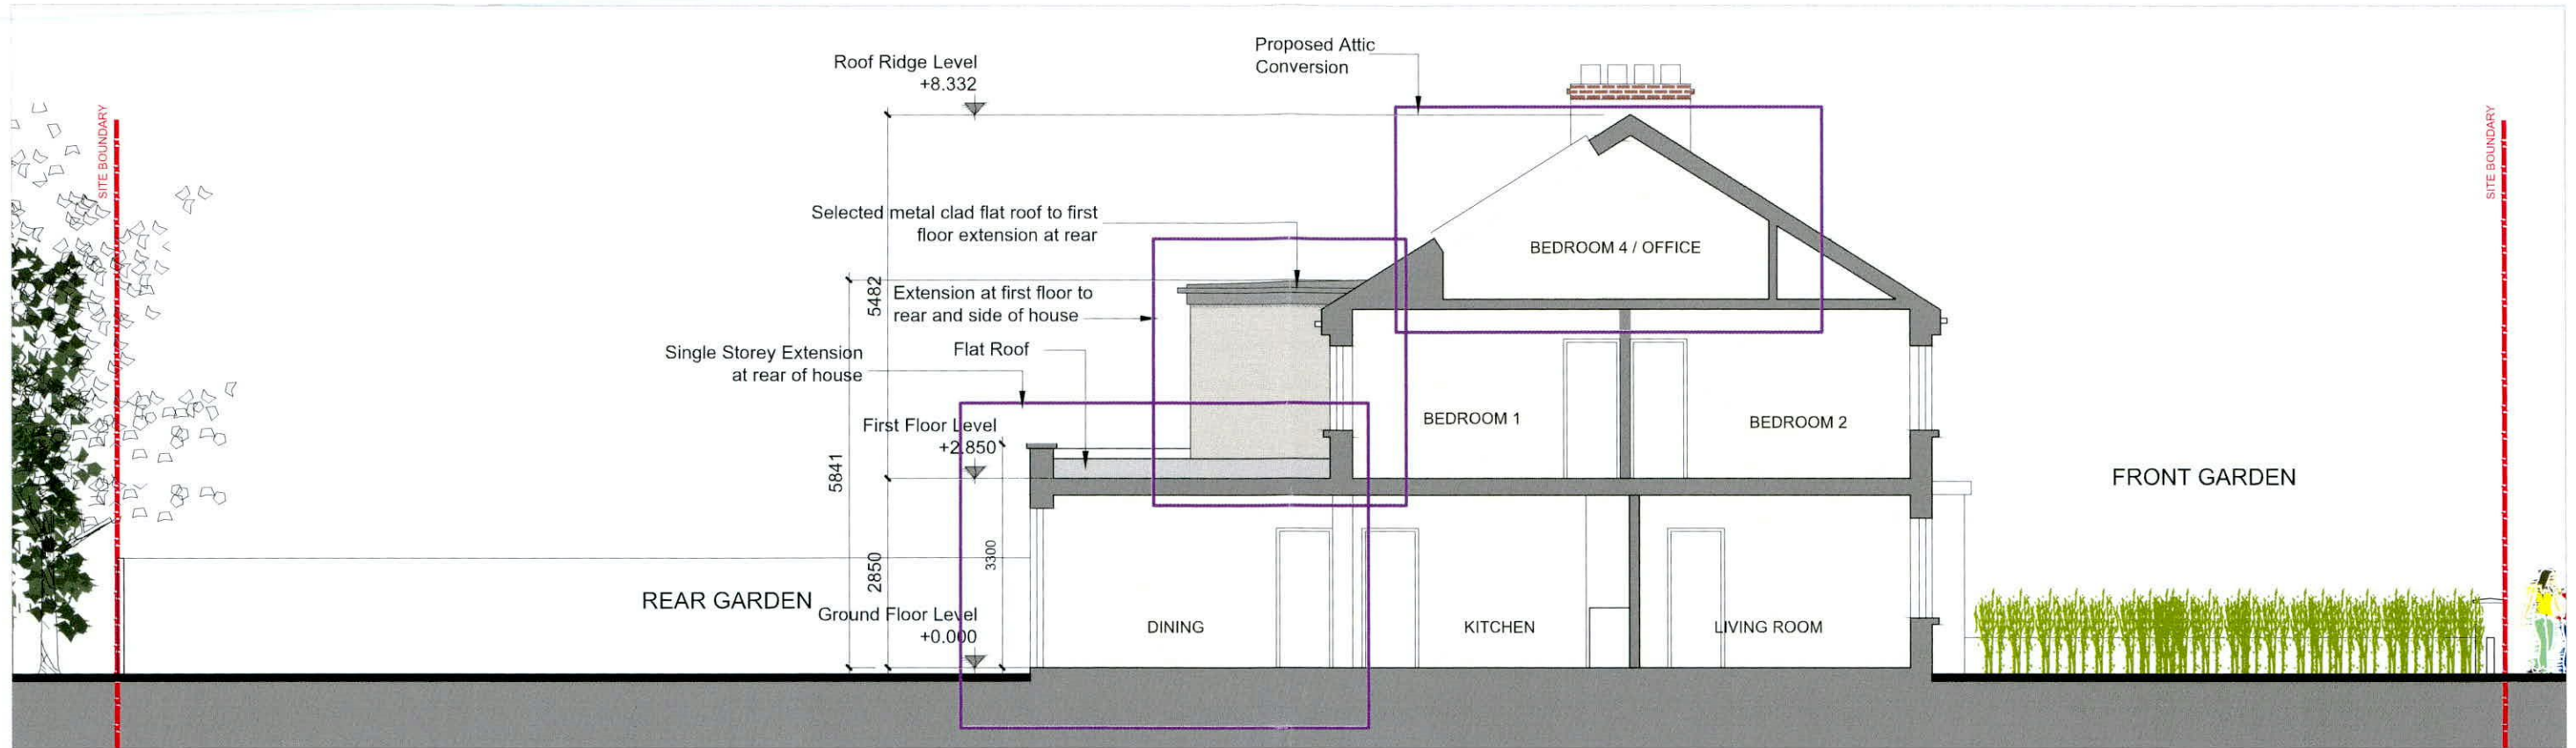 Roof Ridge Level
+8.332
Proposed Attic
Conversion
SITE BOUNDARY
SITE BOUNDARY
Selected metal clad flat roof to first
floor extension at rear
BEDROOM 4 / OFFICE
5482
Extension at first floor to
rear and side of house
Single Storey Extension
at rear of house
Flat Roof
First Floor Level
+2.850
BEDROOM 1
BEDROOM 2
5841
FRONT GARDEN
2850
3300
REAR GARDEN
Ground Floor Level
+0.000
DINING
KITCHEN
LIVING ROOM